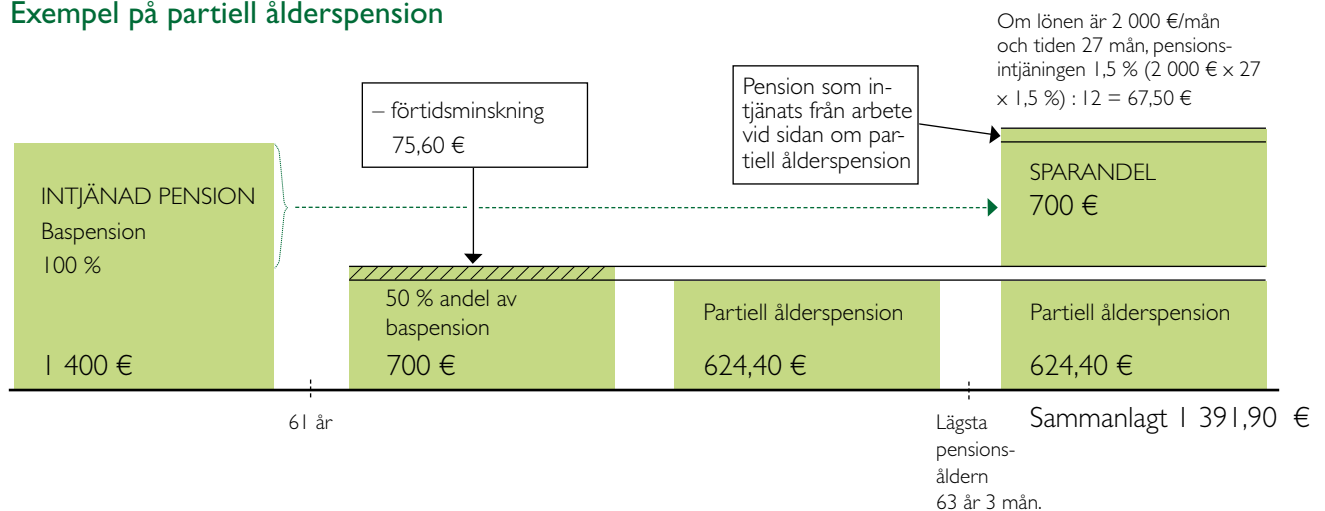 Exempel på partiell ålderspension
Om lönen är 2 000 €/mån
och tiden 27 mån, pensions-
intjäningen 1,5 % (2 000 € x 27
x 1,5 %) : 12 = 67,50 €
– förtidsminskning
75,60 €
Pension som in-
tjänats från arbete
vid sidan om par-
tiell ålderspension
INTJÄNAD PENSION
Baspension
100 %
1 400 €
SPARANDEL
700 €
50 % andel av
baspension
700 €
Partiell ålderspension
624,40 €
Partiell ålderspension
624,40 €
61 år
Lägsta
pensions-
åldern
63 år 3 mån.
Sammanlagt 1 391,90 €